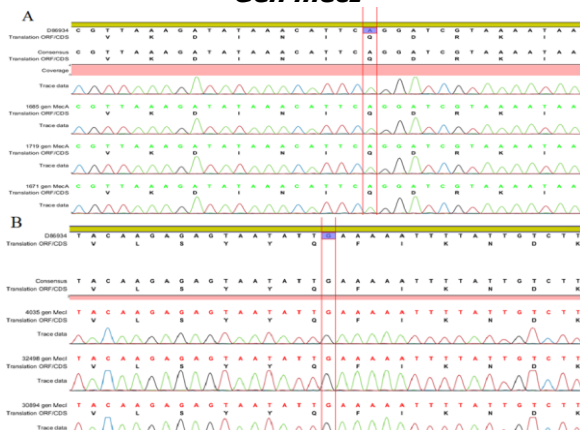 Gen mecI
A
D86934 C G T T A A A G A T A T A A A C A T T C A G G A T C G T A A A A T A A
Translation ORF/CDS V K D I N I Q D R K I
Consensus C G T T A A A G A T A T A A A C A T T C A G G A T C G T A A A A T A A
Translation ORF/CDS V K D I N I Q D R K I
Coverage
Trace data
1665 gen MecA C G T T A A A G A T A T A A A C A T T C A G G A T C G T A A A A T A A
Translation ORF/CDS V K D I N I Q D R K I
Trace data
1719 gen MecA C G T T A A A G A T A T A A A C A T T C A G G A T C G T A A A A T A A
Translation ORF/CDS V K D I N I Q D R K I
Trace data
1671 gen MecA C G T T A A A G A T A T A A A C A T T C A G G A T C G T A A A A T A A
Translation ORF/CDS V K D I N I Q D R K I
Trace data
B
D86934 T A C A A G A G A G T A A T A T T G A A A A A T T T T A T T G T C T T
Translation ORF/CDS V L S Y Y Q F I K N D K
Consensus T A C A A G A G A G T A A T A T T G A A A A A T T T T A T T G T C T T
Translation ORF/CDS V L S Y Y Q F I K N D K
4035 gen MecI T A C A A G A G A G T A A T A T T G A A A A A T T T T A T T G T C T T
Translation ORF/CDS V L S Y Y Q F I K N D K
Trace data
32498 gen MecI T A C A A G A G A G T A A T A T T G A A A A A T T T T A T T G T C T T
Translation ORF/CDS V L S Y Y Q F I K N D K
Trace data
30894 gen MecI T A C A A G A G A G T A A T A T T G A A A A A T T T T A T T G T C T T
Translation ORF/CDS V L S Y Y Q F I K N D K
Trace data